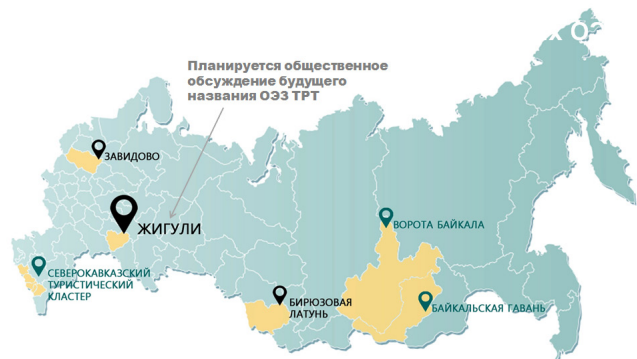 Планируется общественное
обсуждение будущего
названия ОЭЗ ТРТ
ЗАВИДОВО
ЖИГУЛИ
ВОРОТА БАЙКАЛА
СЕВЕРОКАВКАЗСКИЙ
ТУРИСТИЧЕСКИЙ
КЛАСТЕР
БИРЮЗОВАЯ
ЛАТУНЬ
БАЙКАЛЬСКАЯ ГАВАНЬ